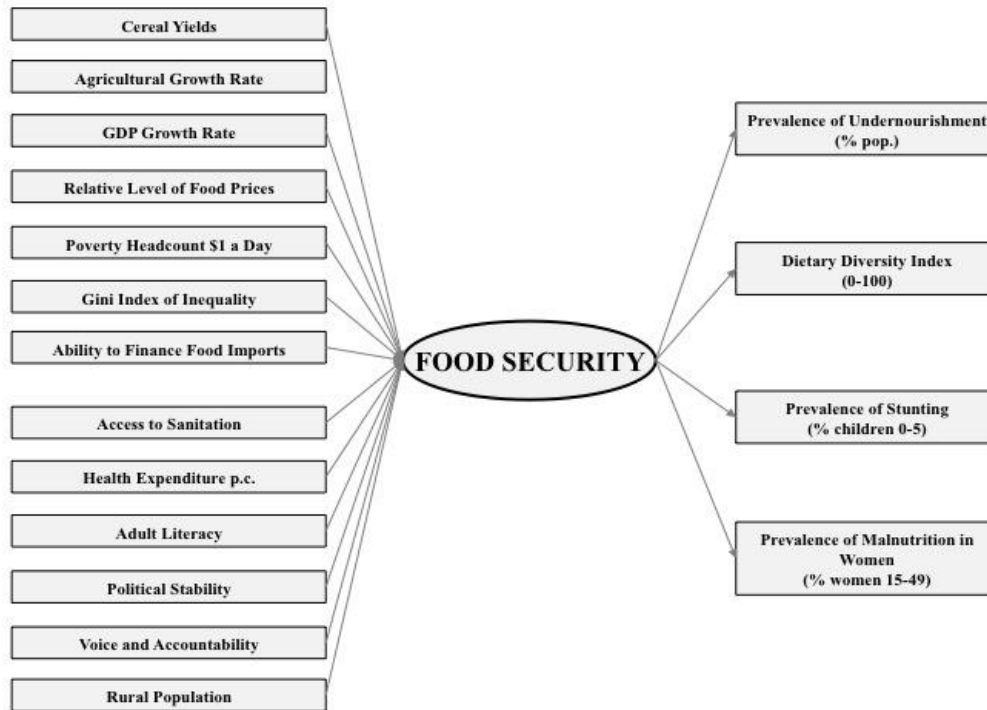 Cereal Yields
Agricultural Growth Rate
GDP Growth Rate
Relative Level of Food Prices
Poverty Headcount $1 a Day
Gini Index of Inequality
Ability to Finance Food Imports
Access to Sanitation
Health Expenditure p.c.
Adult Literacy
Political Stability
Voice and Accountability
Rural Population
FOOD SECURITY
Prevalence of Undernourishment
(% pop.)
Dietary Diversity Index
(0-100)
Prevalence of Stunting
(% children 0-5)
Prevalence of Malnutrition in
Women
(% women 15-49)